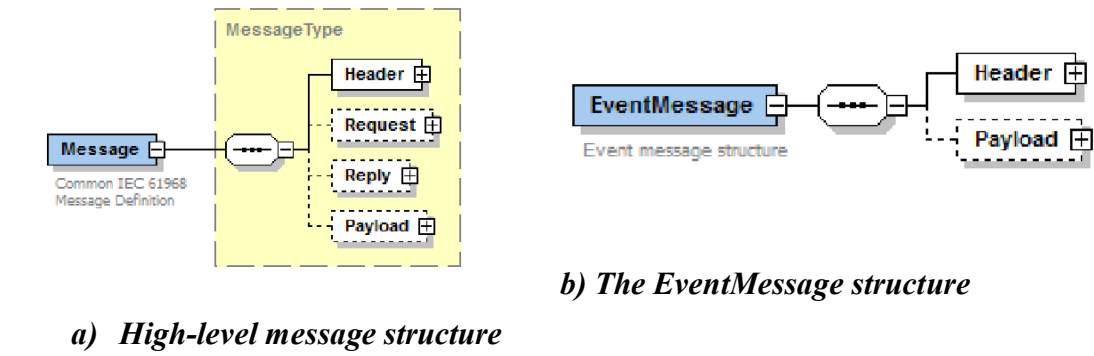 MessageType
Header
Request
Message
Reply
Common IEC 61968
Message Definition
Payload
a) High-level message structure
Header
EventMessage
Payload
Event message structure
b) The EventMessage structure